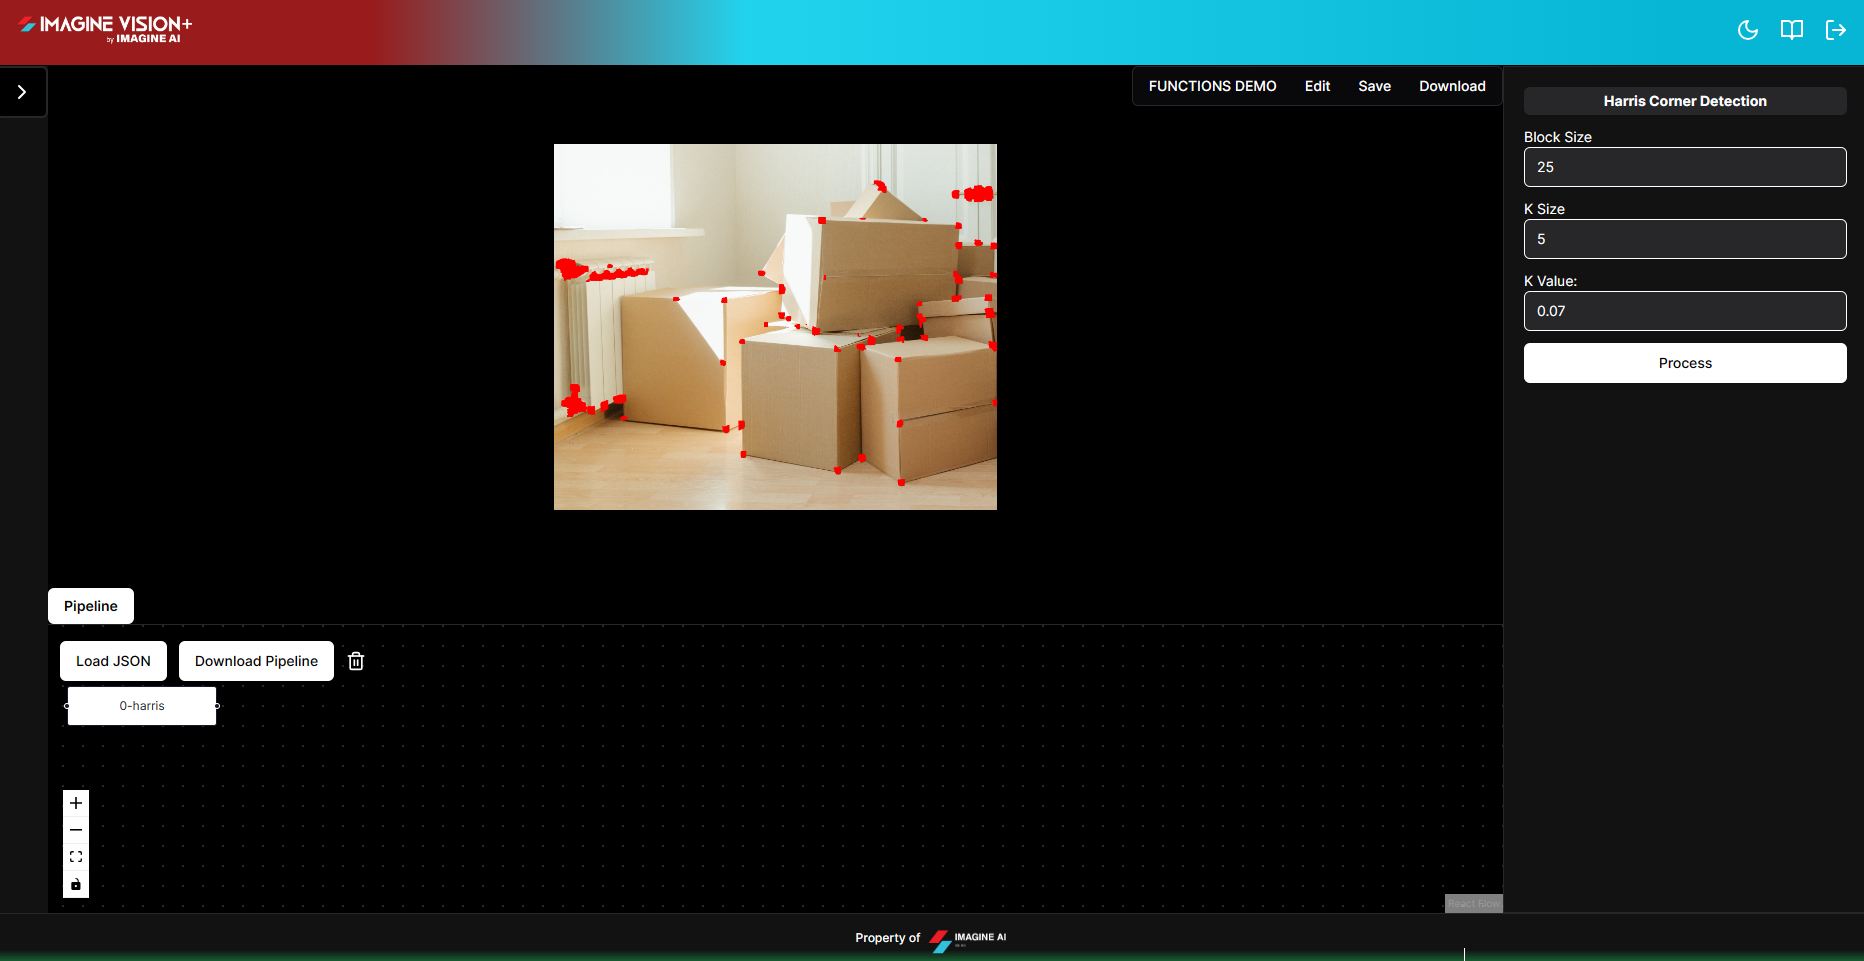 IMAGINE VISION+
by IMAGINE AI
FUNCTIONS DEMO
Edit
Save
Download
Harris Corner Detection
Block Size
25
K Size
5
K Value:
0.07
Process
Pipeline
Load JSON
Download Pipeline
0-harris
React Flow
Property of
IMAGINE AI